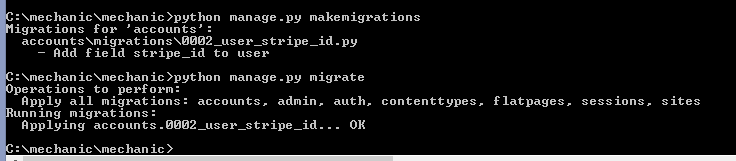 C:\mechanic\mechanic>python manage.py makemigrations
Migrations for 'accounts':
  accounts\migrations\0002_user_stripe_id.py
    - Add field stripe_id to user
C:\mechanic\mechanic>python manage.py migrate
Operations to perform:
  Apply all migrations: accounts, admin, auth, contenttypes, flatpages, sessions, sites
Running migrations:
  Applying accounts.0002_user_stripe_id... OK
C:\mechanic\mechanic>